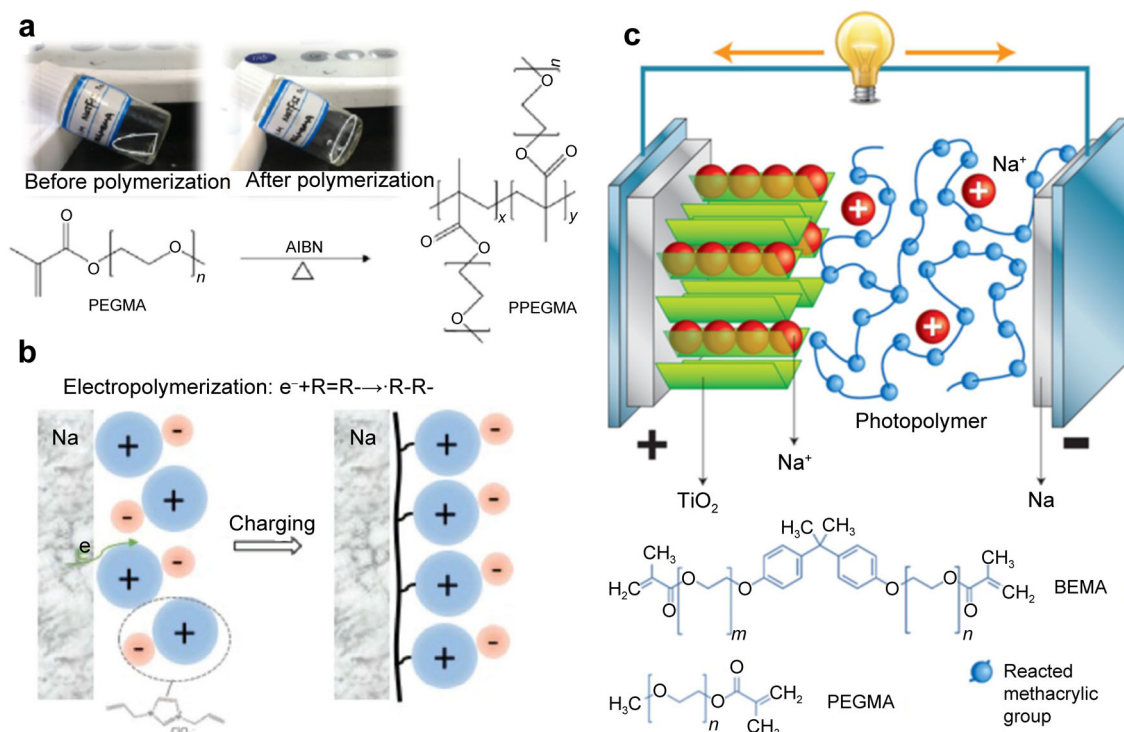 a
Before polymerization
After polymerization
O
O
O
n
PEGMA
AIBN
△
n
O
O
O
x
y
O
O
O
n
PPEGMA
b
Electropolymerization: e⁻+R=R-→·R-R-
Na
+
-
+
-
e
+
-
+
-
Charging
Na
+
-
+
-
+
-
+
-
c
Na⁺
+
+
+
Photopolymer
+
-
Na⁺
TiO₂
Na
H₃C
CH₃
CH₃
H₂C
O
O
O
m
O
O
n
O
CH₃
CH₂
BEMA
H₃C
O
n
O
O
CH₂
CH₃
PEGMA
Reacted
methacrylic
group